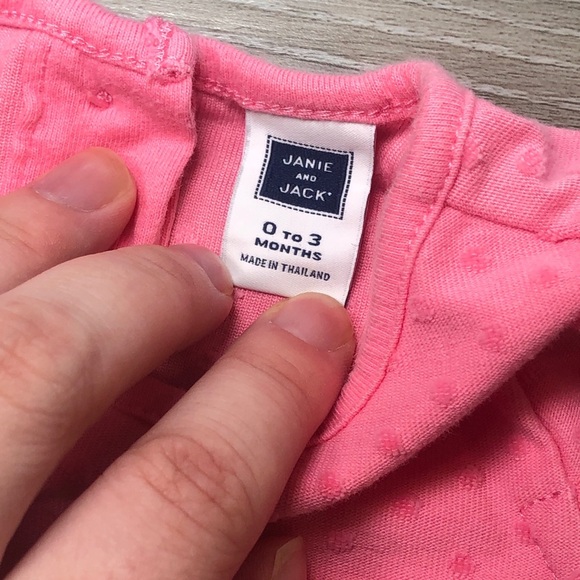 JANIE
AND
JACK
0 TO 3
MONTHS
MADE IN THAILAND